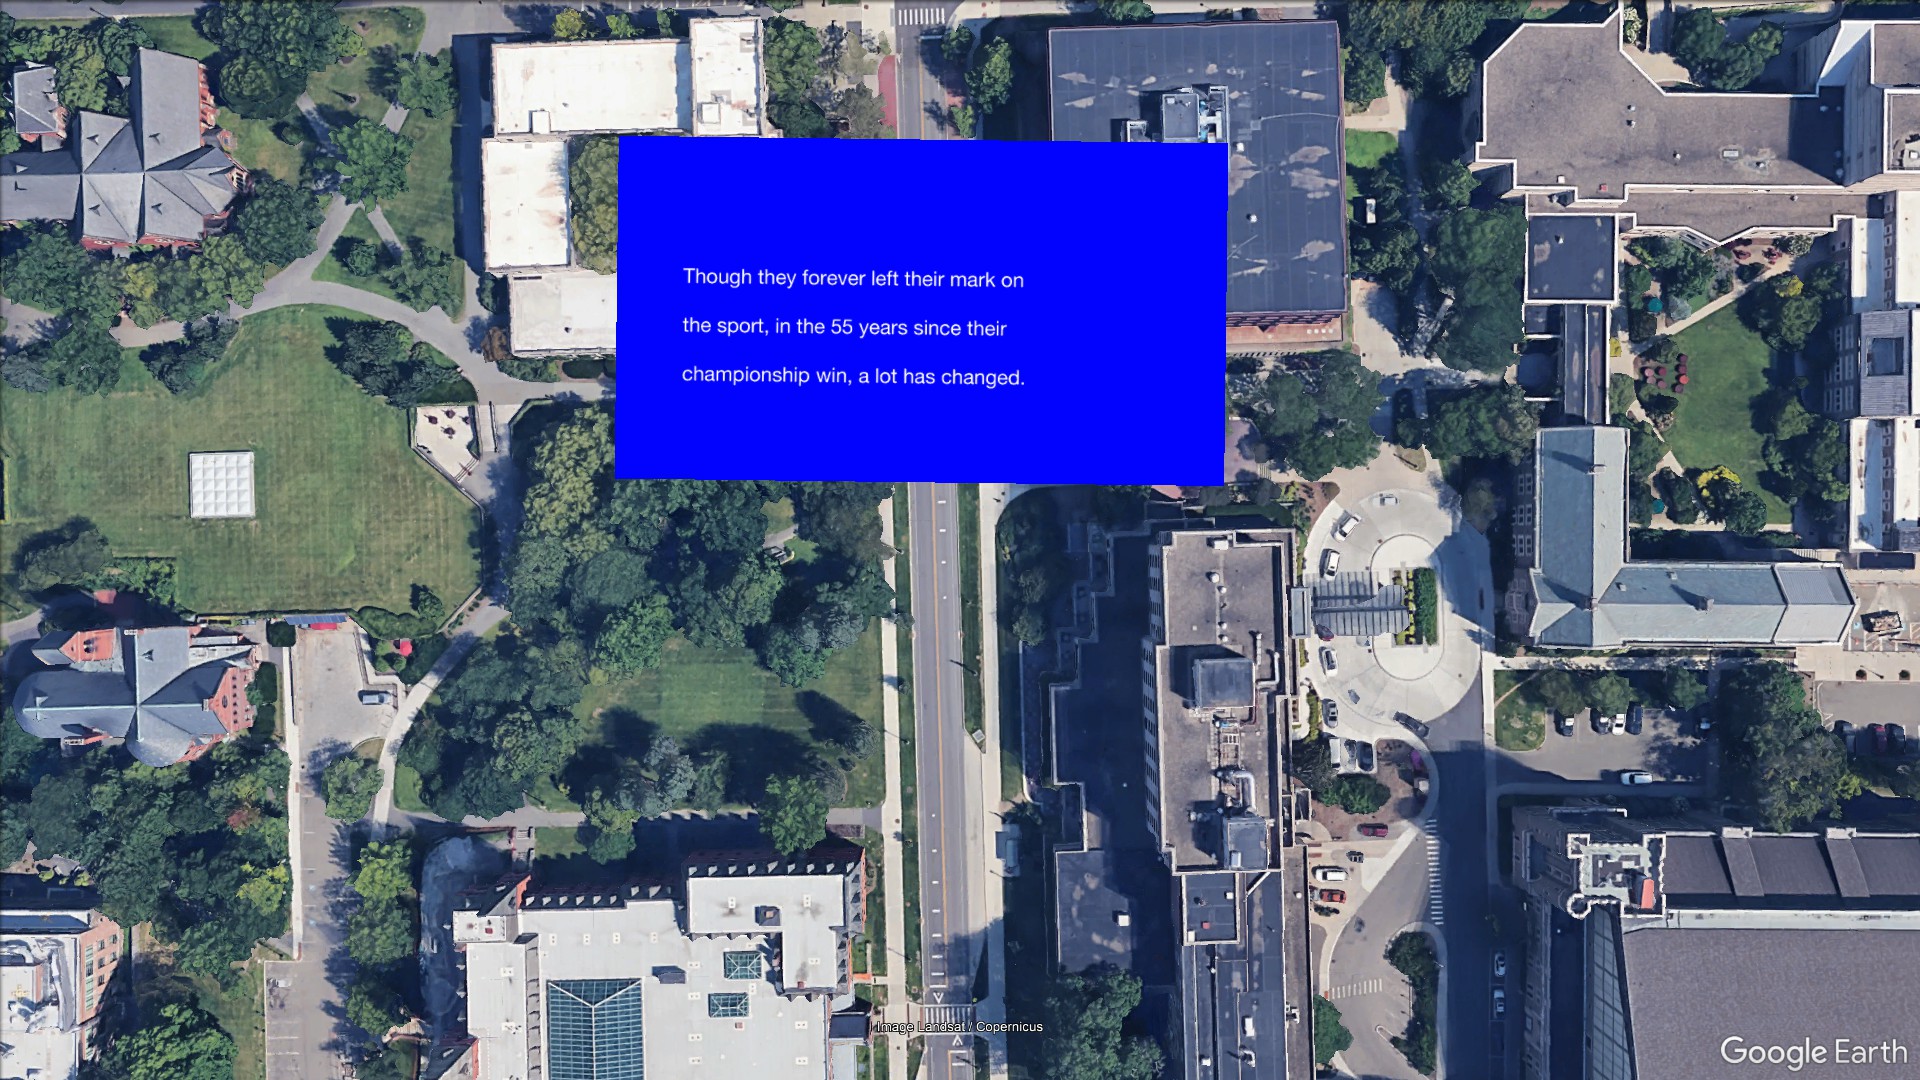 Though they forever left their mark on
the sport, in the 55 years since their
championship win, a lot has changed.
Image Landsat / Copernicus
Google Earth